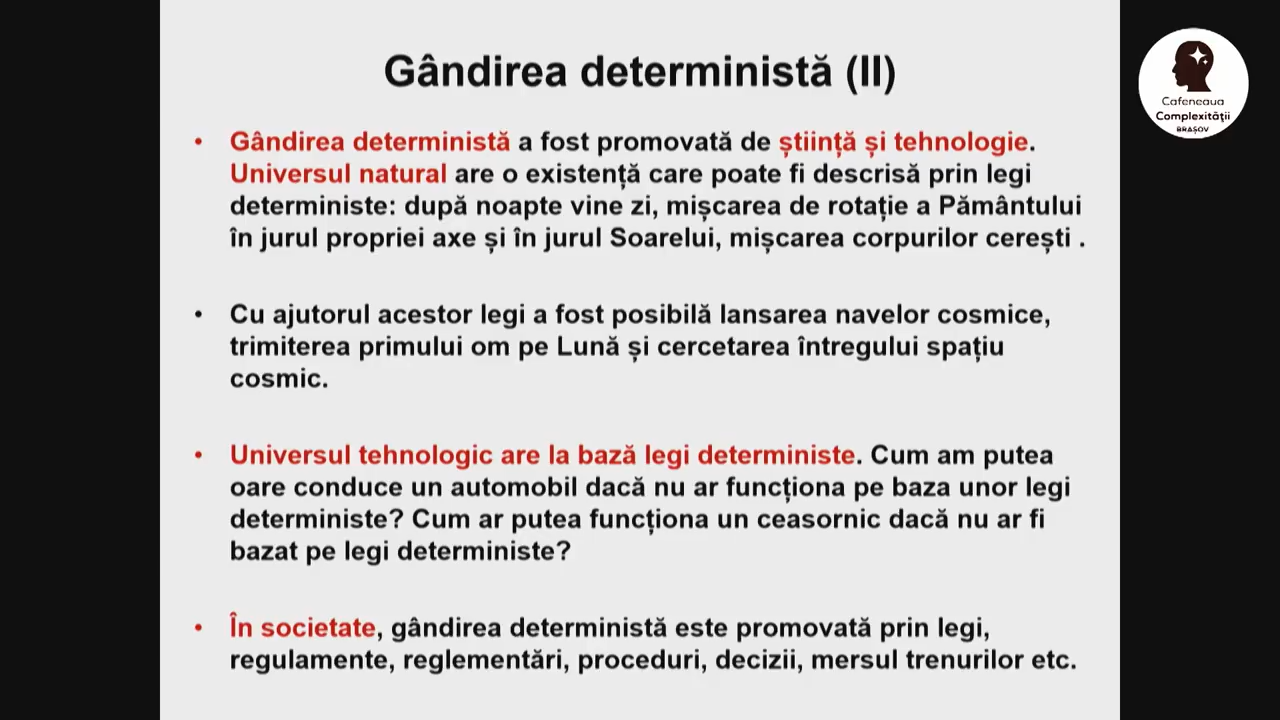 Gândirea deterministă (II)
• Gândirea deterministă a fost promovată de știință și tehnologie.
Universul natural are o existență care poate fi descrisă prin legi
deterministe: după noapte vine zi, mișcarea de rotație a Pământului
în jurul propriei axe și în jurul Soarelui, mișcarea corpurilor cerești .
• Cu ajutorul acestor legi a fost posibilă lansarea navelor cosmice,
trimiterea primului om pe Lună și cercetarea întregului spațiu
cosmic.
• Universul tehnologic are la bază legi deterministe. Cum am putea
oare conduce un automobil dacă nu ar funcționa pe baza unor legi
deterministe? Cum ar putea funcționa un ceasornic dacă nu ar fi
bazat pe legi deterministe?
• În societate, gândirea deterministă este promovată prin legi,
regulamente, reglementări, proceduri, decizii, mersul trenurilor etc.
Cafeneaua
Complexității
BRAȘOV